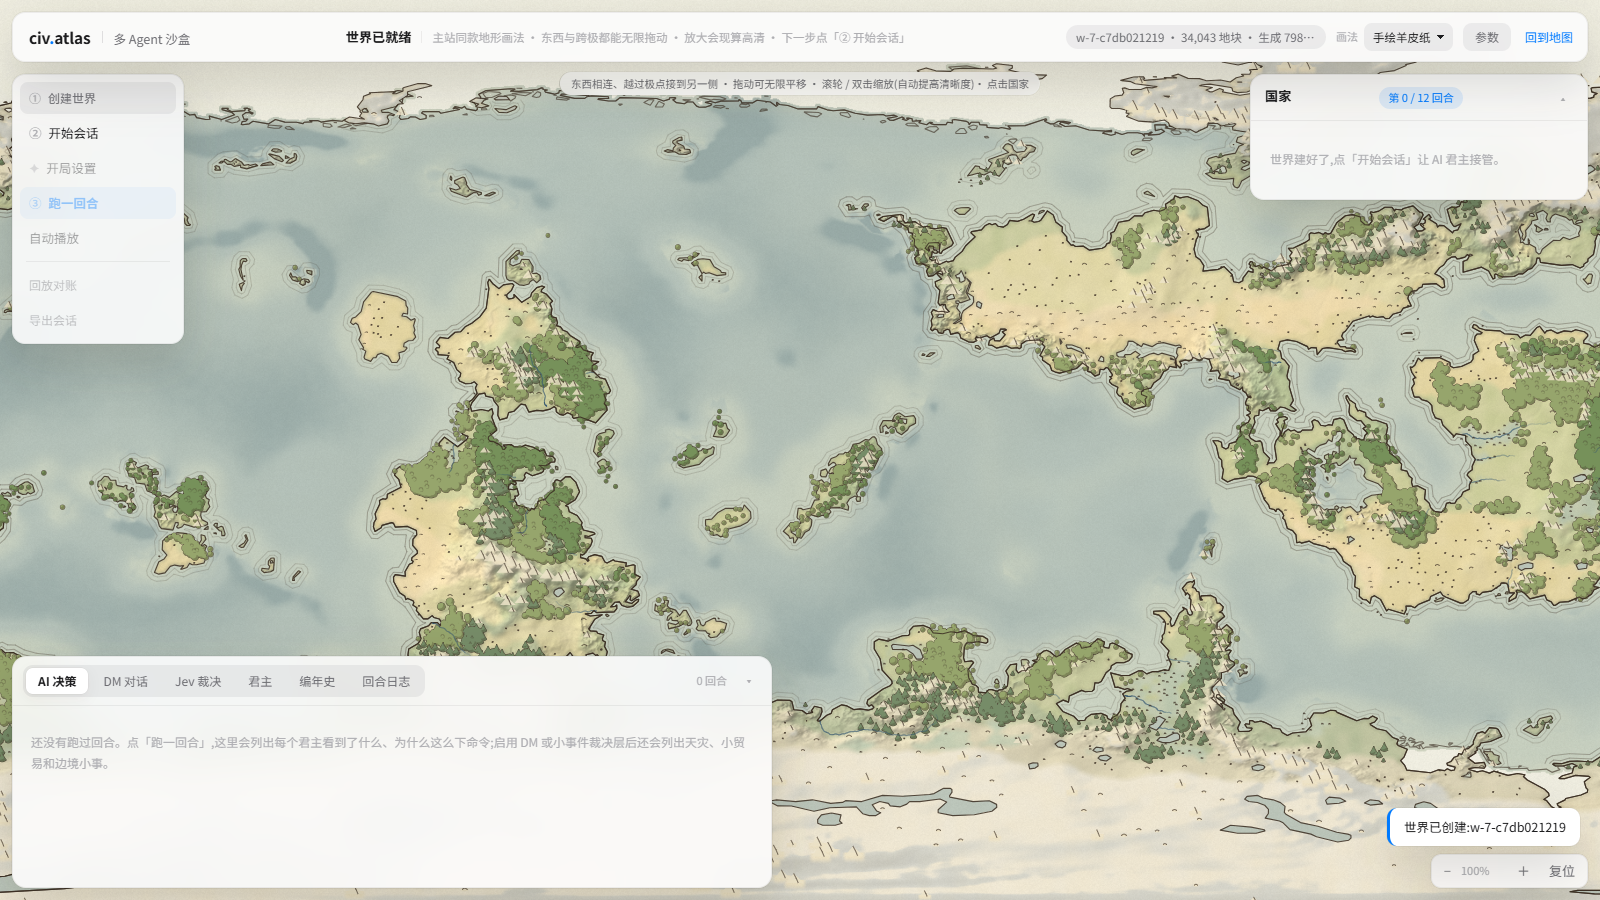 civ.atlas 多 Agent 沙盒
世界已就绪 主站同款地形画法 · 东西与跨极都能无限拖动 · 放大会现算高清 · 下一步点「② 开始会话」
w-7-c7db021219 · 34,043 地块 · 生成 798…
画法 手绘羊皮纸 参数 回到地图
东西相连、越过极点接到另一侧 · 拖动可无限平移 · 滚轮 / 双击缩放(自动提高清晰度) · 点击国家
① 创建世界
② 开始会话
✦ 开局设置
③ 跑一回合
自动播放
回放对账
导出会话
国家 第 0 / 12 回合
世界建好了,点「开始会话」让 AI 君主接管。
AI 决策 DM 对话 Jev 裁决 君主 编年史 回合日志 0 回合
还没有跑过回合。点「跑一回合」,这里会列出每个君主看到了什么、为什么这么下命令;启用 DM 或小事件裁决层后还会列出天灾、小贸
易和边境小事。
世界已创建:w-7-c7db021219
− 100% + 复位